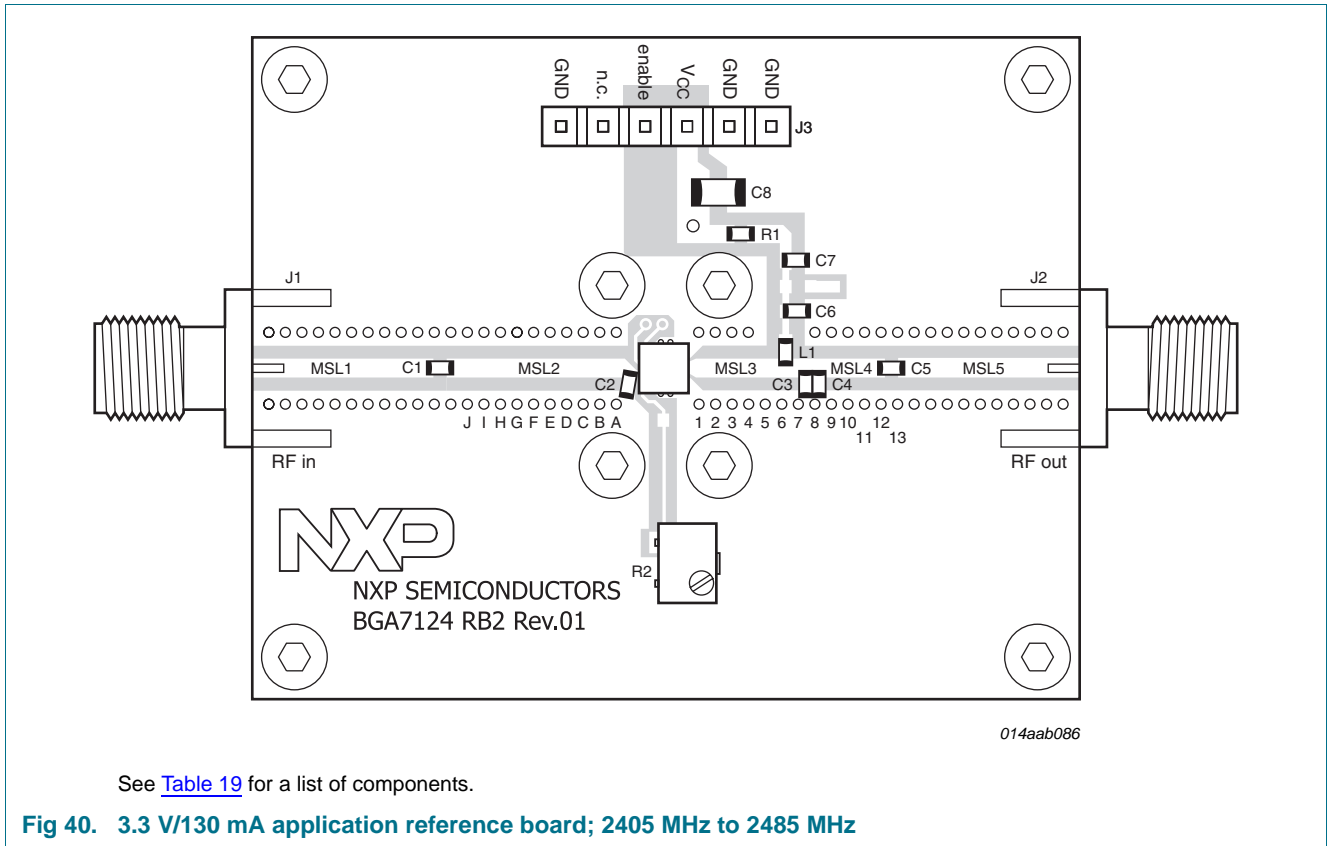 GND n.c. enable VCC GND GND
J3
C8
R1
C7
J1 J2
C6
L1
MSL1 C1 MSL2 MSL3 MSL4 C5 MSL5
C2 C3 C4
J I H G F E D C B A 1 2 3 4 5 6 7 8 9 10 12
11 13
RF in RF out
NXP
R2
NXP SEMICONDUCTORS
BGA7124 RB2 Rev.01
014aab086
See Table 19 for a list of components.
Fig 40. 3.3 V/130 mA application reference board; 2405 MHz to 2485 MHz